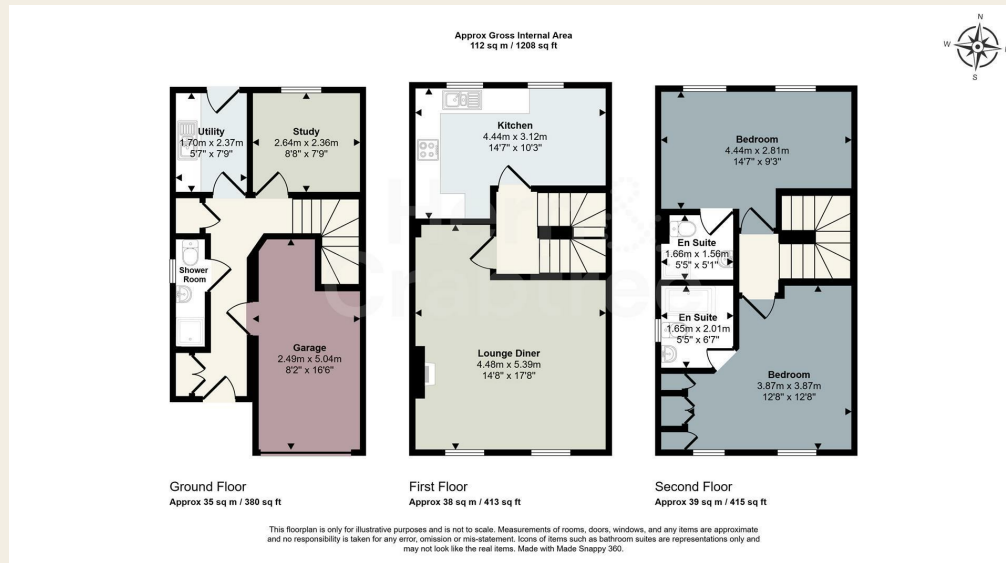 Approx Gross Internal Area
112 sq m / 1208 sq ft
N
W
S
Utility
1.70m x 2.37m
5'7" x 7'9"
Study
2.64m x 2.36m
8'8" x 7'9"
Shower
Room
Garage
2.49m x 5.04m
8'2" x 16'6"
Kitchen
4.44m x 3.12m
14'7" x 10'3"
Lounge Diner
4.48m x 5.39m
14'8" x 17'8"
Bedroom
4.44m x 2.81m
14'7" x 9'3"
En Suite
1.66m x 1.56m
5'5" x 5'1"
En Suite
1.65m x 2.01m
5'5" x 6'7"
Bedroom
3.87m x 3.87m
12'8" x 12'8"
Ground Floor
Approx 35 sq m / 380 sq ft
First Floor
Approx 38 sq m / 413 sq ft
Second Floor
Approx 39 sq m / 415 sq ft
This floorplan is only for illustrative purposes and is not to scale. Measurements of rooms, doors, windows, and any items are approximate
and no responsibility is taken for any error, omission or mis-statement. Icons of items such as bathroom suites are representations only and
may not look like the real items. Made with Made Snappy 360.